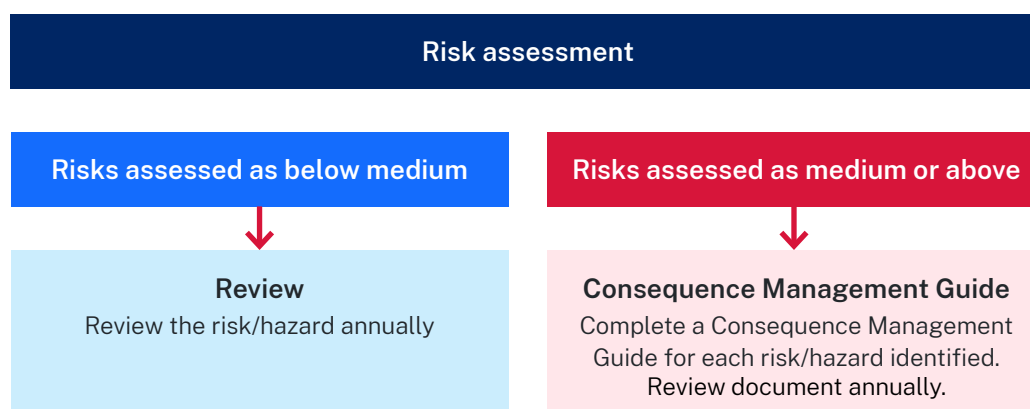 Risk assessment
Risks assessed as below medium
Review
Review the risk/hazard annually
Risks assessed as medium or above
Consequence Management Guide
Complete a Consequence Management
Guide for each risk/hazard identified.
Review document annually.